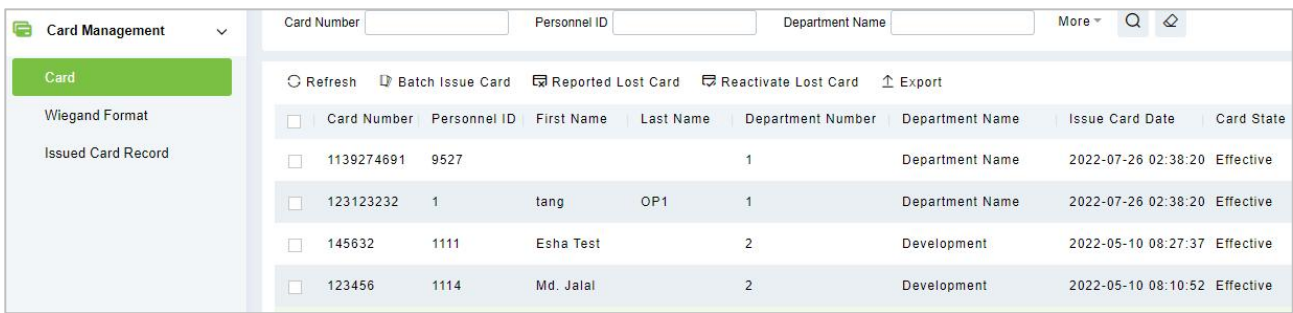 Card Management
Card
Wiegand Format
Issued Card Record
Card Number Personnel ID Department Name More
Refresh Batch Issue Card Reported Lost Card Reactivate Lost Card Export
Card Number Personnel ID First Name Last Name Department Number Department Name Issue Card Date Card State
1139274691 9527 1 Department Name 2022-07-26 02:38:20 Effective
123123232 1 tang OP1 1 Department Name 2022-07-26 02:38:20 Effective
145632 1111 Esha Test 2 Development 2022-05-10 08:27:37 Effective
123456 1114 Md. Jalal 2 Development 2022-05-10 08:10:52 Effective